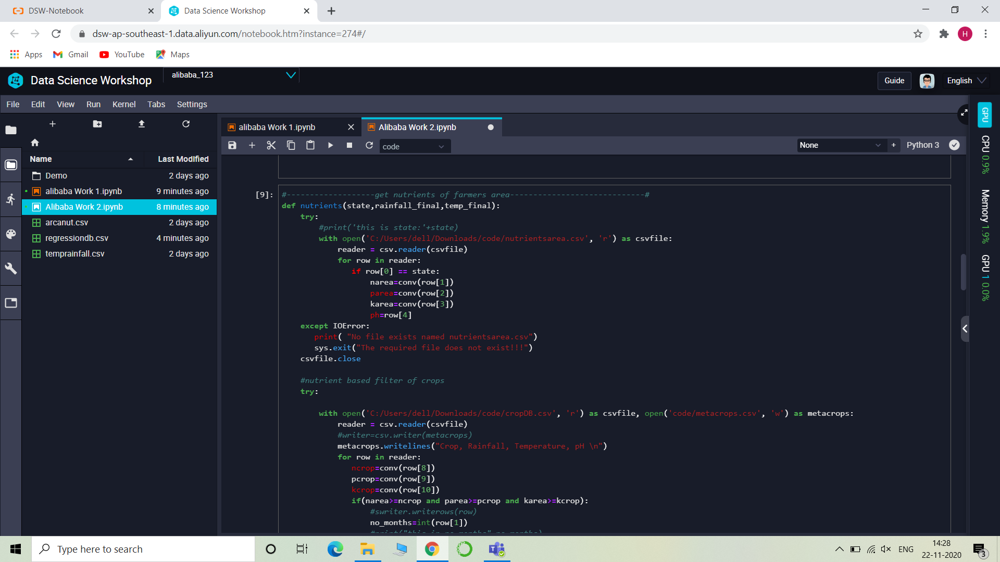 DSW-Notebook
Data Science Workshop
dsw-ap-southeast-1.data.aliyun.com/notebook.htm?instance=274#/
H
Apps
Gmail
YouTube
Maps
Data Science Workshop
alibaba_123
Guide
English
File Edit View Run Kernel Tabs Settings
alibaba Work 1.ipynb
Alibaba Work 2.ipynb
code
None
Python 3
Name Last Modified
Demo 2 days ago
alibaba Work 1.ipynb 9 minutes ago
Alibaba Work 2.ipynb 8 minutes ago
arcanut.csv 2 days ago
regressiondb.csv 4 minutes ago
temprainfall.csv 2 days ago
[9]:
#-------------------get nutrients of farmers area-----------------------------#
def nutrients(state,rainfall_final,temp_final):
    try:
        #print('this is state:'+state)
        with open('C:/Users/dell/Downloads/code/nutrientsarea.csv', 'r') as csvfile:
            reader = csv.reader(csvfile)
            for row in reader:
               if row[0] == state:
                   narea=conv(row[1])
                   parea=conv(row[2])
                   karea=conv(row[3])
                   ph=row[4]
    except IOError:
       print( "No file exists named nutrientsarea.csv")
       sys.exit("The required file does not exist!!!")
    csvfile.close
    #nutrient based filter of crops
    try:
        with open('C:/Users/dell/Downloads/code/cropDB.csv', 'r') as csvfile, open('code/metacrops.csv', 'w') as metacrops:
            reader = csv.reader(csvfile)
            #writer=csv.writer(metacrops)
            metacrops.writelines("Crop, Rainfall, Temperature, pH \n")
            for row in reader:
               ncrop=conv(row[8])
               pcrop=conv(row[9])
               kcrop=conv(row[10])
               if(narea>=ncrop and parea>=pcrop and karea>=kcrop):
                   #swriter.writerows(row)
                   no_months=int(row[1])
GPU
CPU 0.9%
Memory 1.9%
GPU 1 0.0%
Type here to search
ENG
14:28
22-11-2020
3